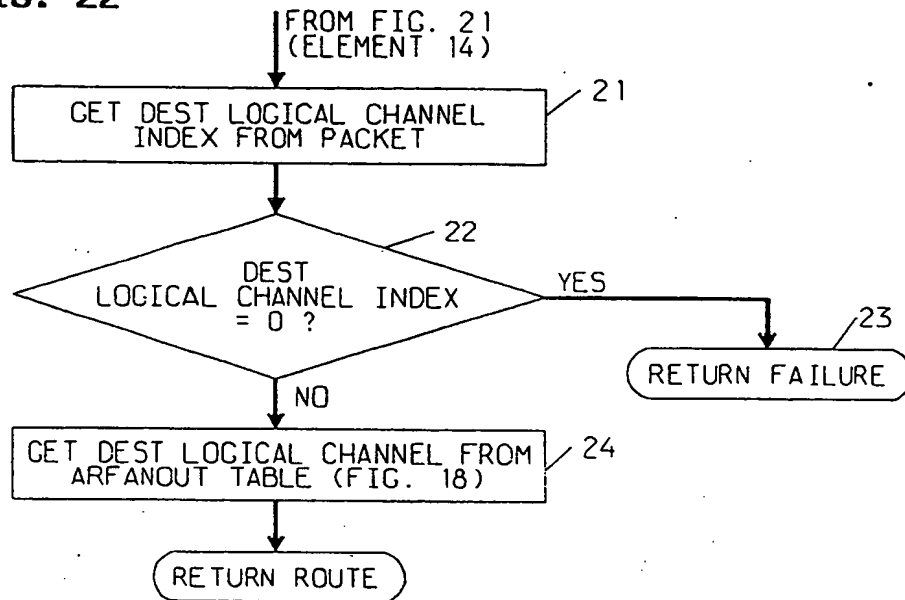 22
FROM FIG. 21
(ELEMENT 14)
GET DEST LOGICAL CHANNEL
INDEX FROM PACKET
21
22
DEST
LOGICAL CHANNEL INDEX
= 0 ?
YES
23
RETURN FAILURE
NO
GET DEST LOGICAL CHANNEL FROM
ARFANOUT TABLE (FIG. 18)
24
RETURN ROUTE